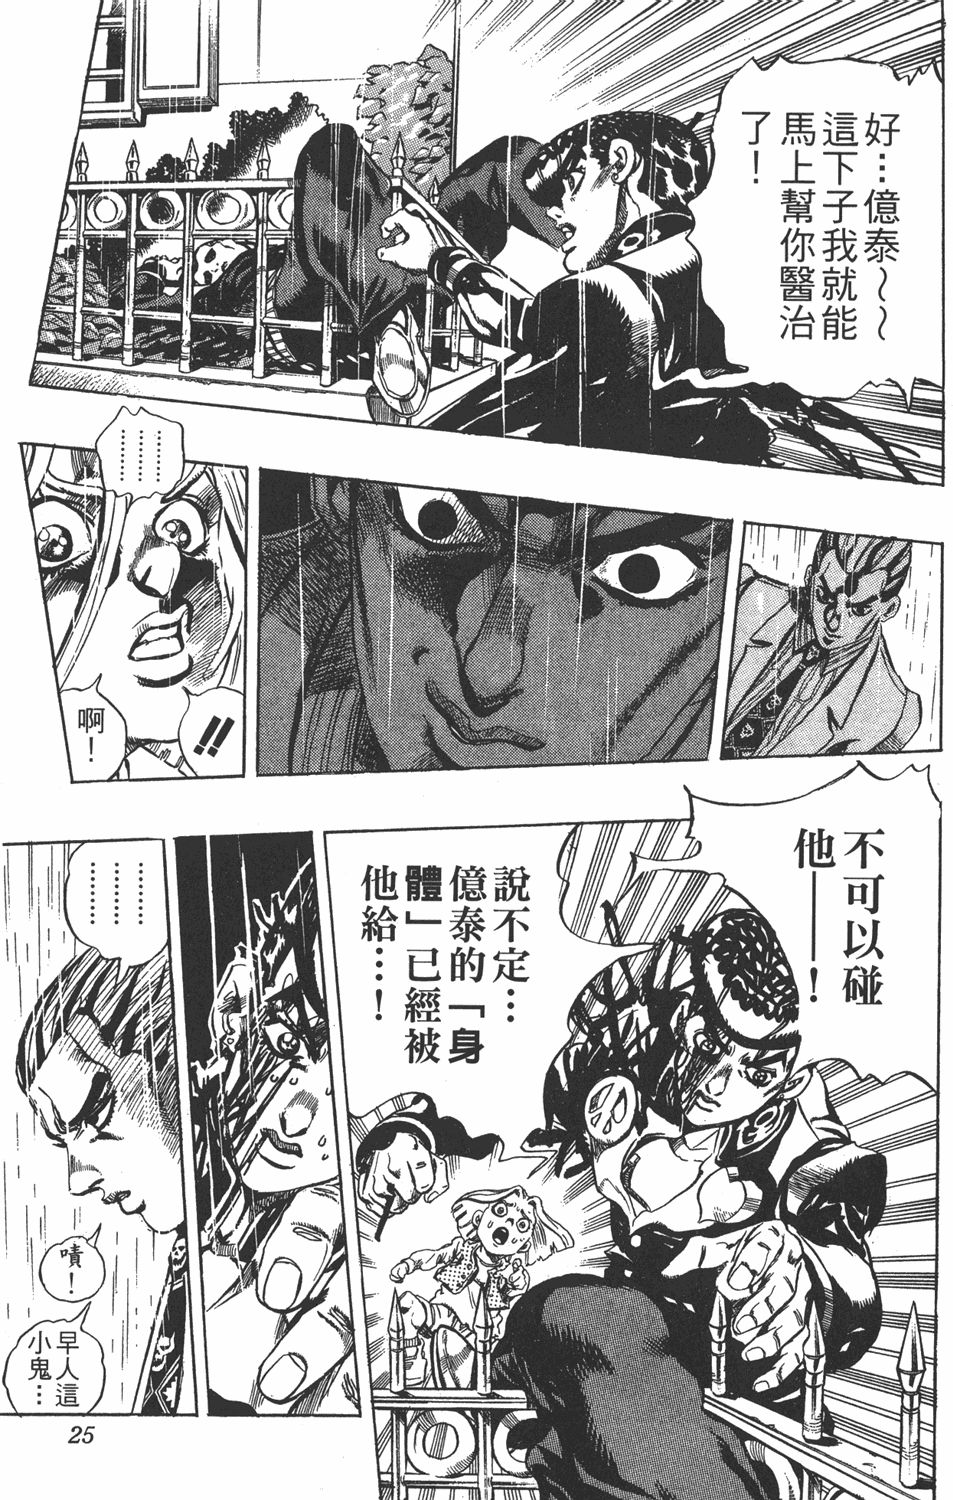 好…億泰～～
這下子我就能
馬上幫你醫治
了！
………
………
!!
啊！
不可以碰
他—！
說不定…
億泰的「身
體」已經被
他給…！
………
………
嘖！
早人這
小鬼…
25